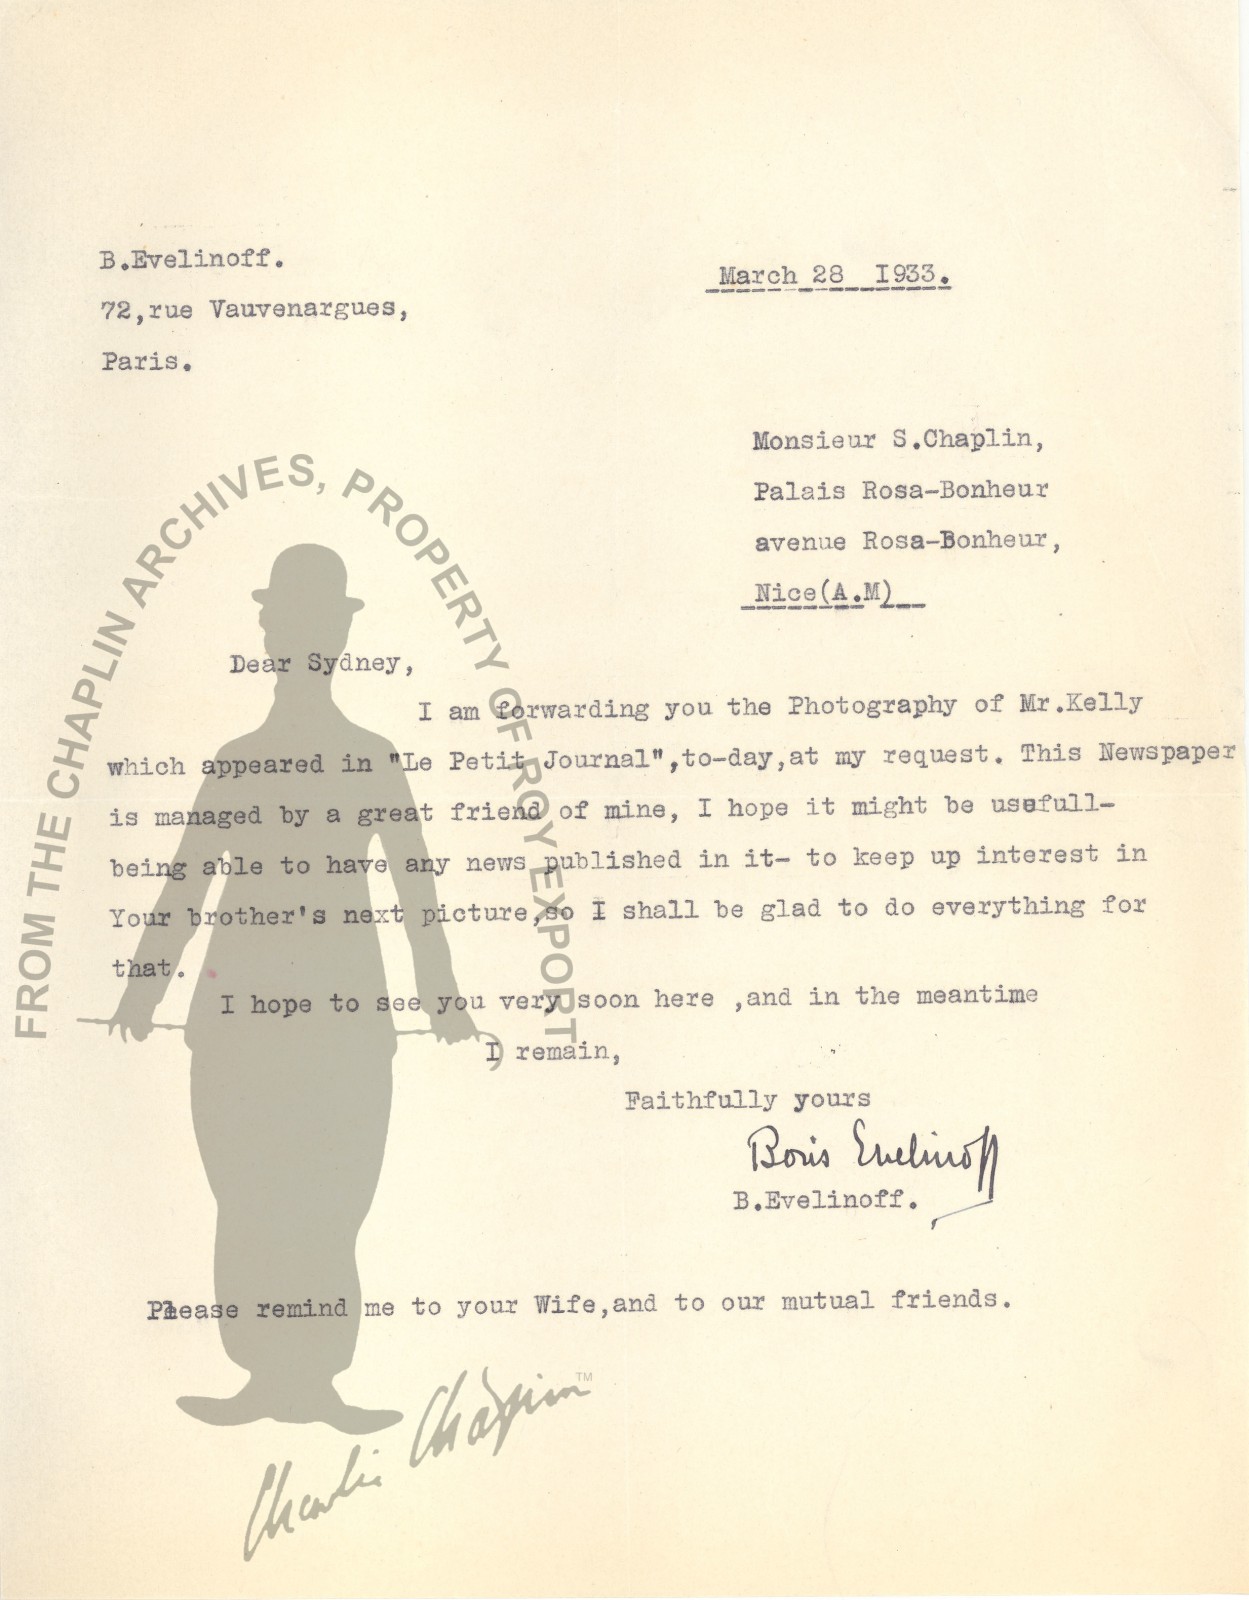 B.Evelinoff.
72,rue Vauvenargues,
Paris.
March 28 I933.
Monsieur S.Chaplin,
Palais Rosa-Bonheur
avenue Rosa-Bonheur,
Nice(A.M)
Dear Sydney,
I am forwarding you the Photography of Mr.Kelly
which appeared in "Le Petit Journal",to-day,at my request. This Newspaper
is managed by a great friend of mine, I hope it might be usefull-
being able to have any news published in it- to keep up interest in
Your brother's next picture,so I shall be glad to do everything for
that.
I hope to see you very soon here ,and in the meantime
I remain,
Faithfully yours
Boris Evelinoff
B.Evelinoff.
Please remind me to your Wife,and to our mutual friends.
FROM THE CHAPLIN ARCHIVES, PROPERTY OF ROY EXPORT
Charlie Chaplin TM